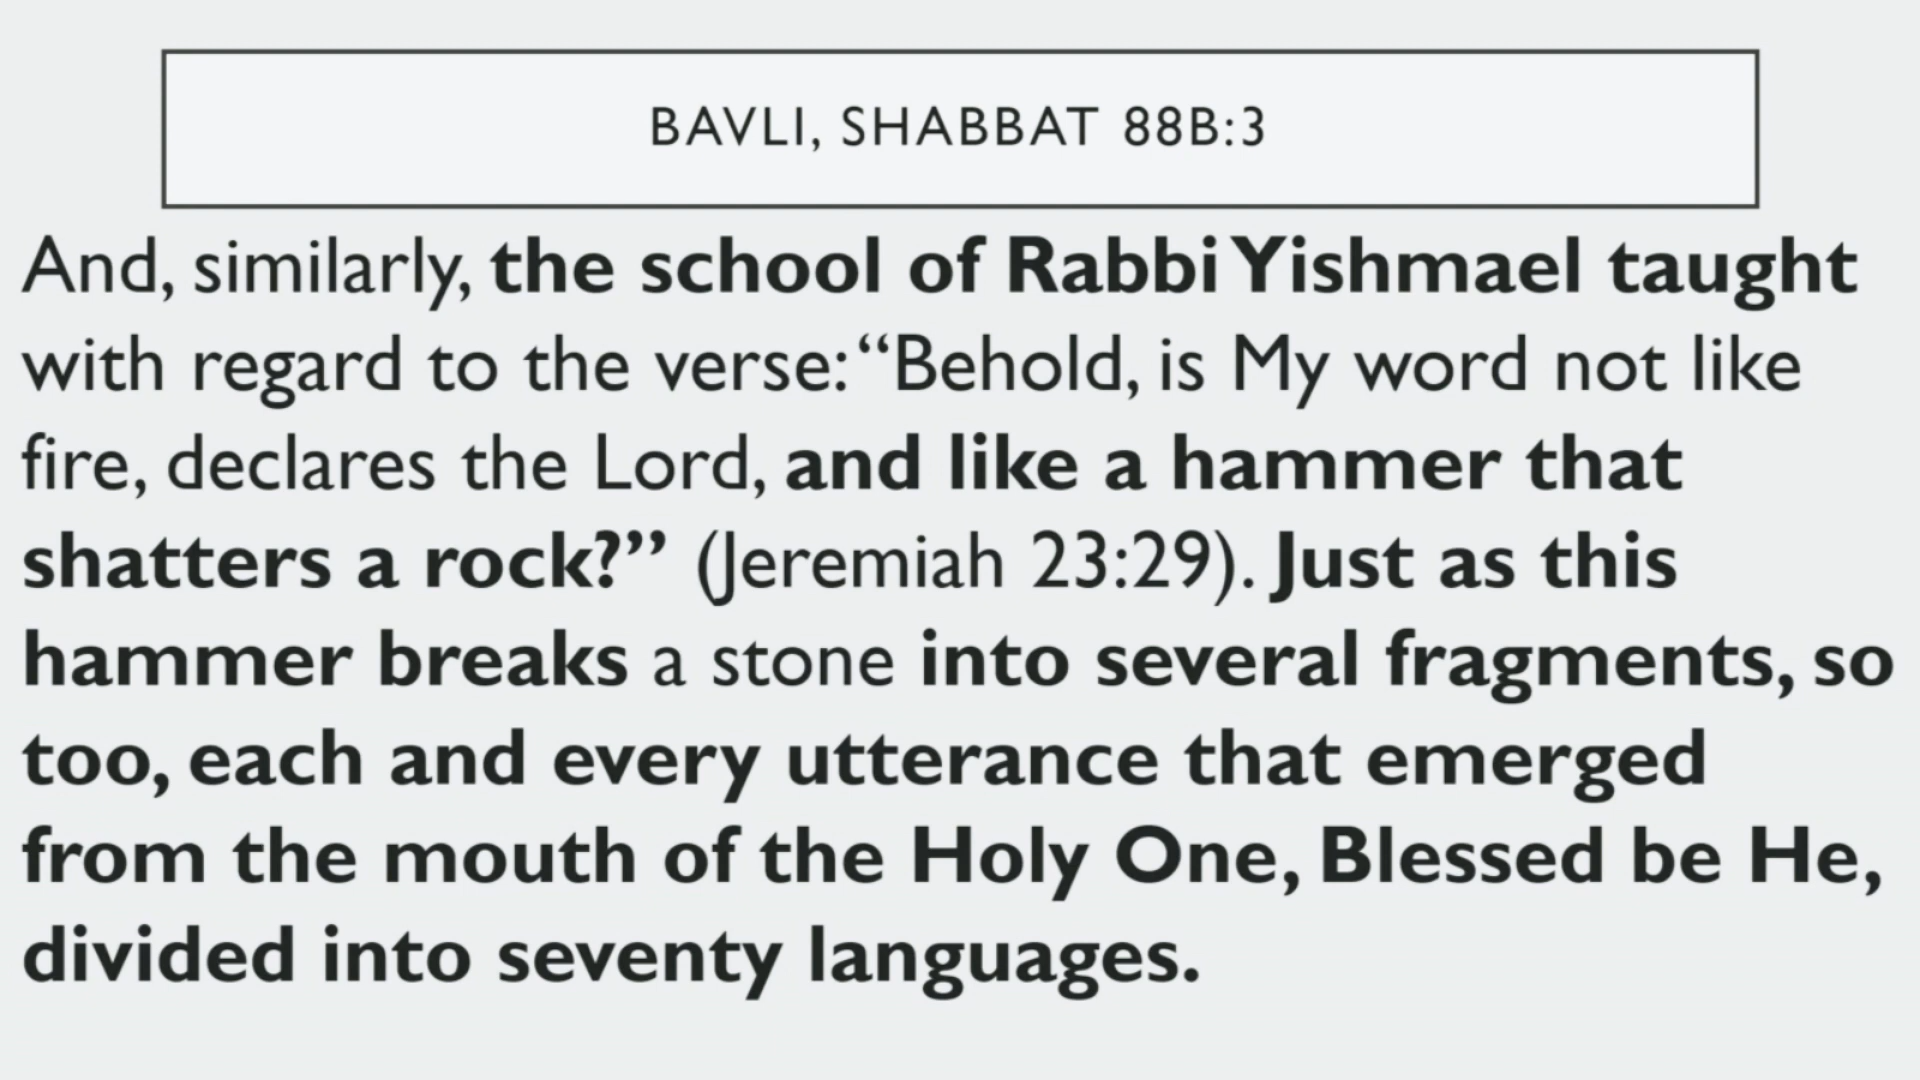 BAVLI, SHABBAT 88B:3
And, similarly, the school of Rabbi Yishmael taught
with regard to the verse: “Behold, is My word not like
fire, declares the Lord, and like a hammer that
shatters a rock?” (Jeremiah 23:29). Just as this
hammer breaks a stone into several fragments, so
too, each and every utterance that emerged
from the mouth of the Holy One, Blessed be He,
divided into seventy languages.